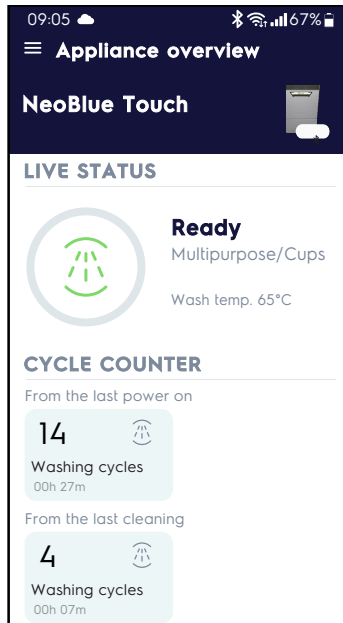 09:05 67%
Appliance overview
NeoBlue Touch
LIVE STATUS
Ready
Multipurpose/Cups
Wash temp. 65°C
CYCLE COUNTER
From the last power on
14
Washing cycles
00h 27m
From the last cleaning
4
Washing cycles
00h 07m